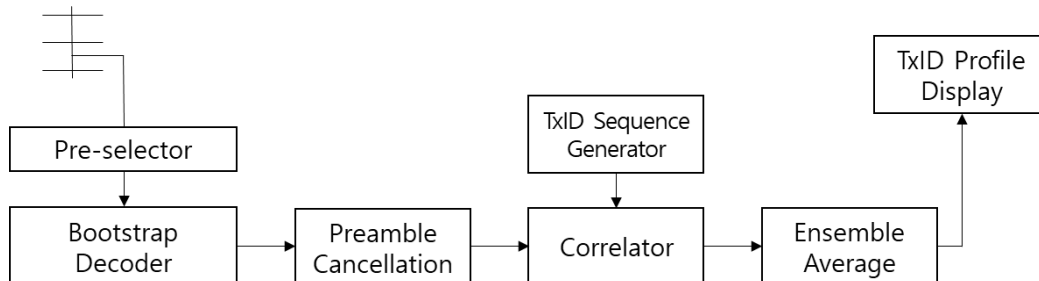 Pre-selector
Bootstrap
Decoder
Preamble
Cancellation
TxID Sequence
Generator
Correlator
Ensemble
Average
TxID Profile
Display